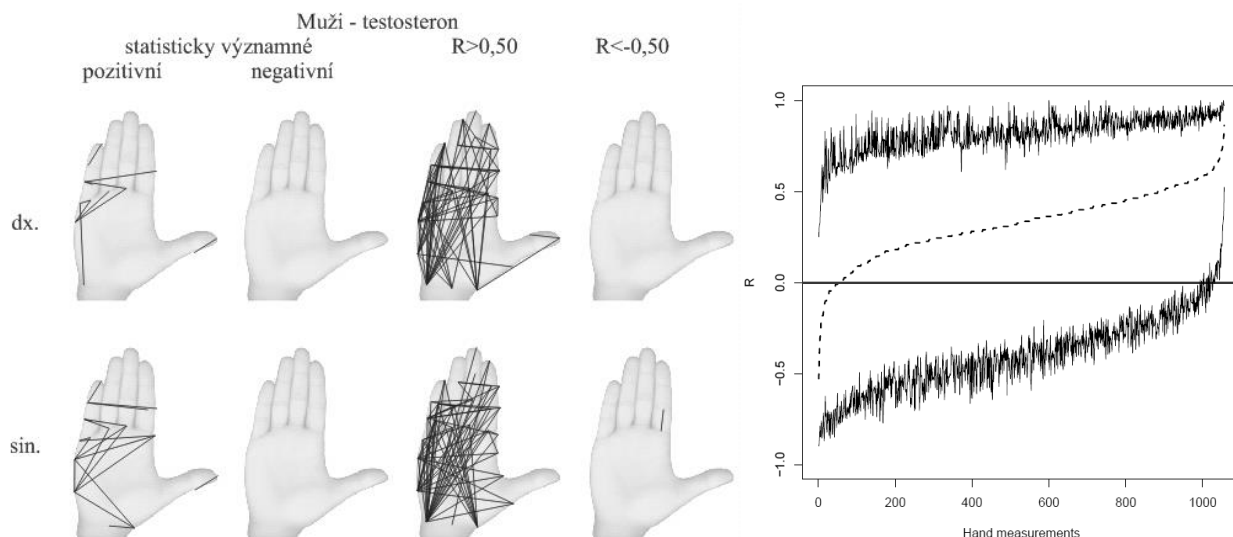 Muži - testosteron
statisticky významné R>0,50 R<-0,50
pozitivní negativní
dx.
sin.
1.0
0.5
0.0
−0.5
−1.0
R
0 200 400 600 800 1000
Hand measurements